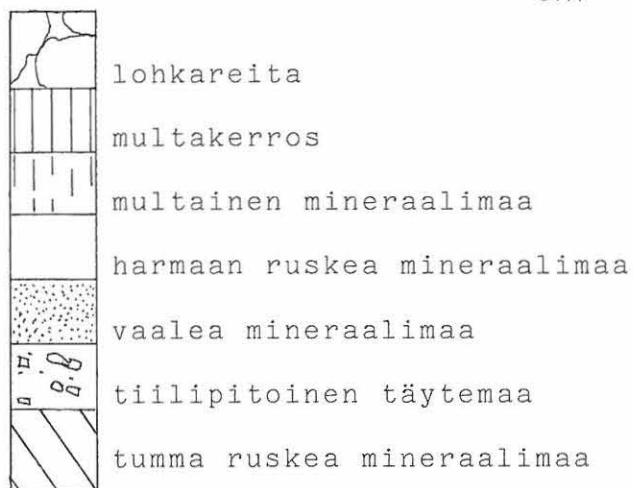 lohkareita
multakerros
multainen mineraalimaa
harmaan ruskea mineraalimaa
vaalea mineraalimaa
tiilipitoinen täytemaa
tumma ruskea mineraalimaa